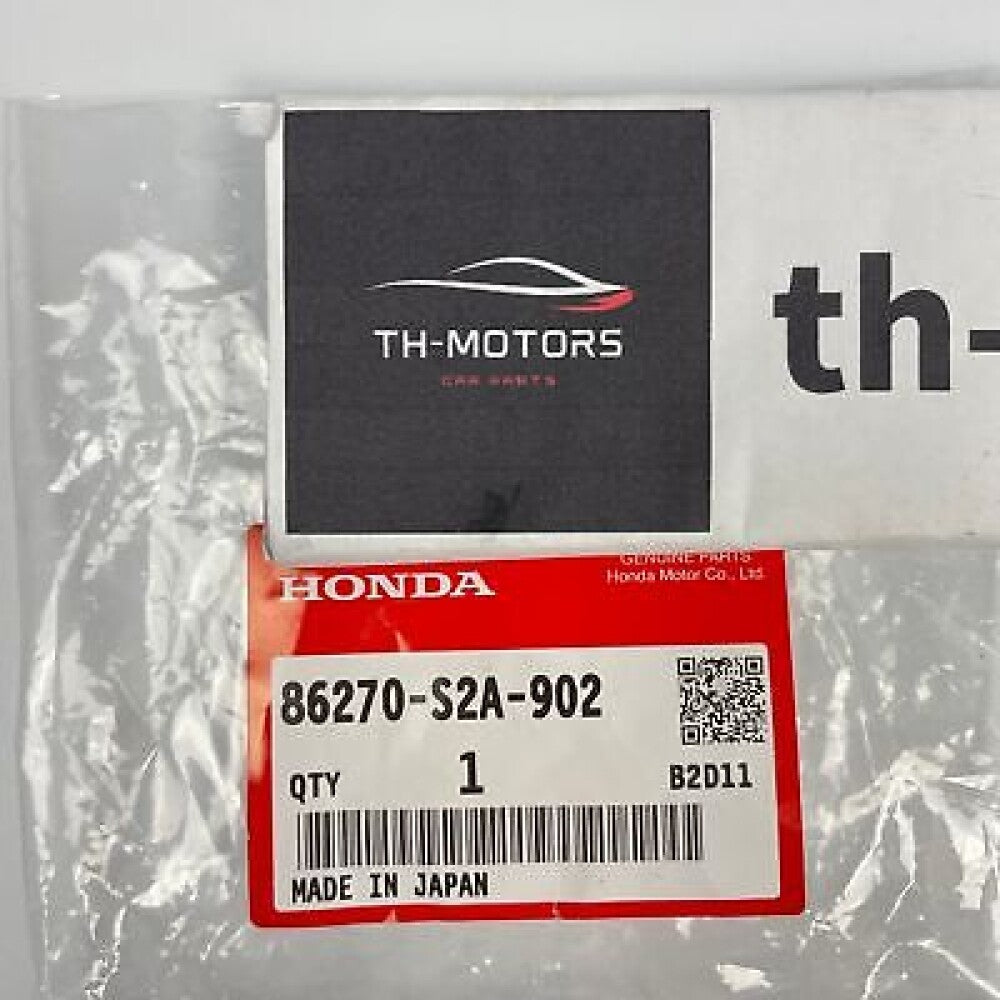 TH-MOTORS
CAR PARTS
th-
GENUINE PARTS
HONDA
Honda Motor Co., Ltd.
86270-S2A-902
QTY 1 B2D11
MADE IN JAPAN